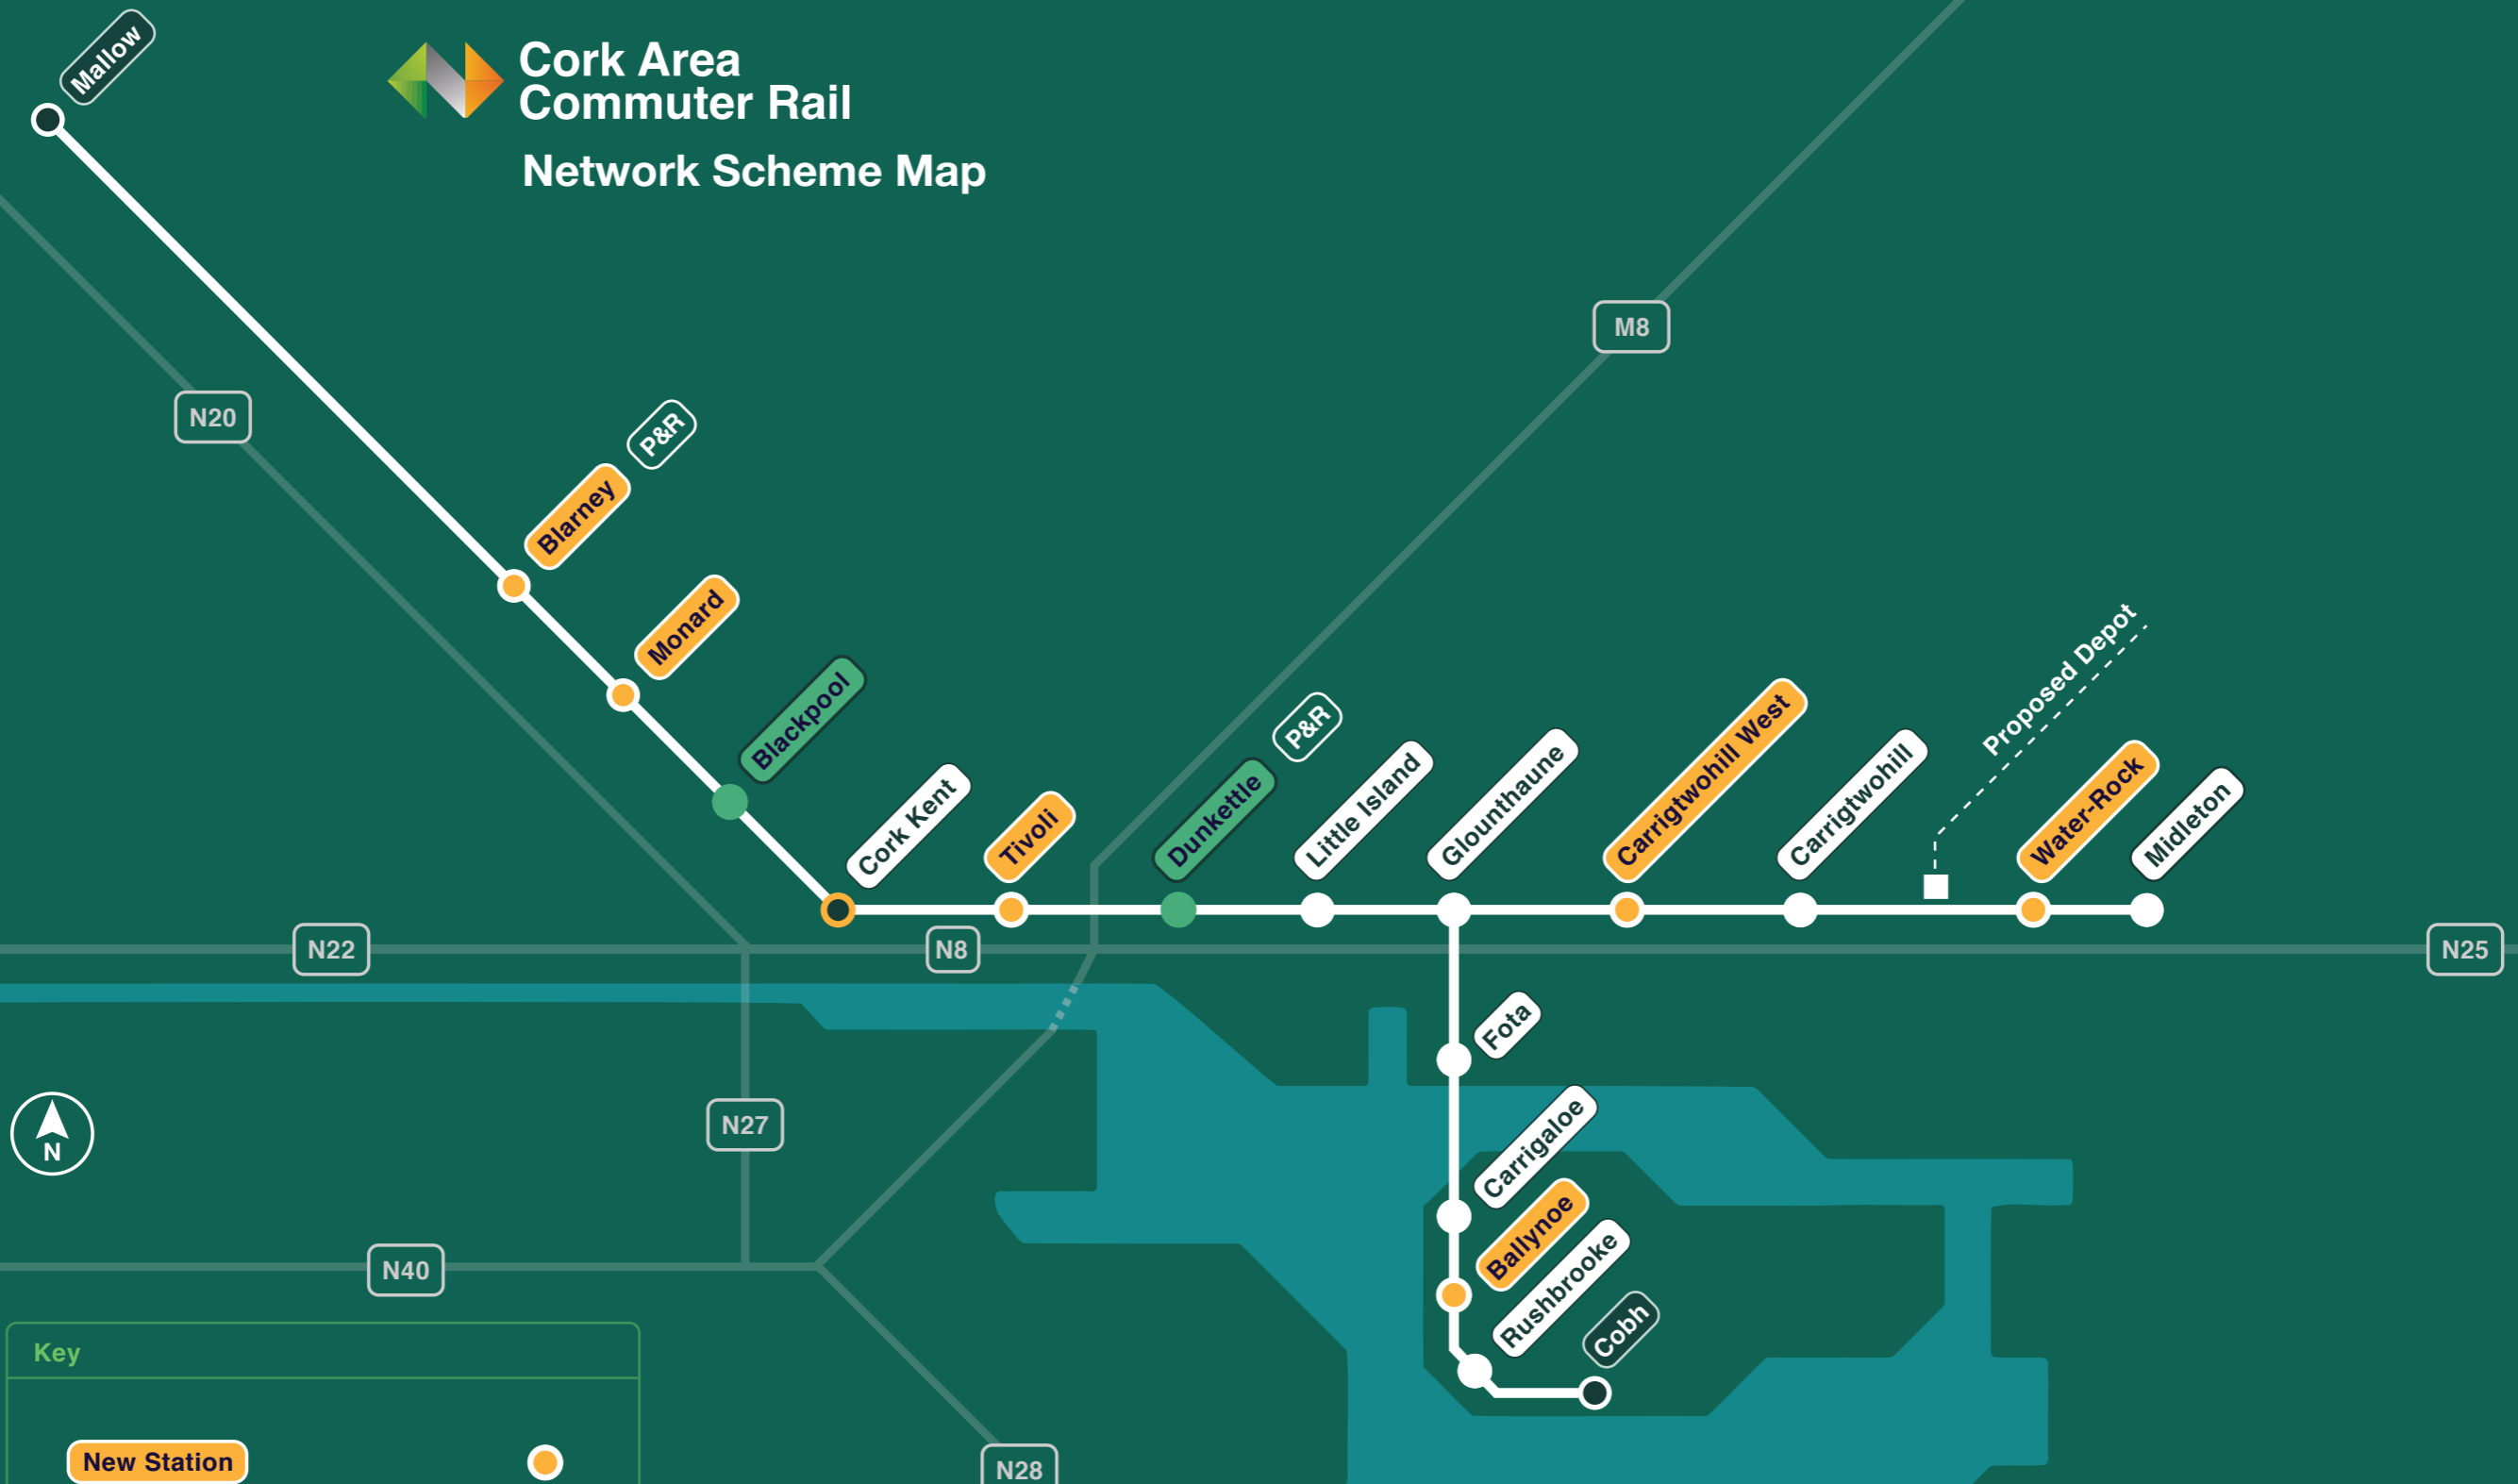 Mallow
Cork Area
Commuter Rail
Network Scheme Map
M8
N20
P&R
Blarney
Monard
Blackpool
Cork Kent
Tivoli
Dunkettle
P&R
Little Island
Glounthaune
Carrigtwohill West
Carrigtwohill
Proposed Depot
Water-Rock
Midleton
N22
N8
N25
Fota
N
N27
Carrigaloe
Ballynoe
Rushbrooke
Cobh
N40
Key
New Station
N28